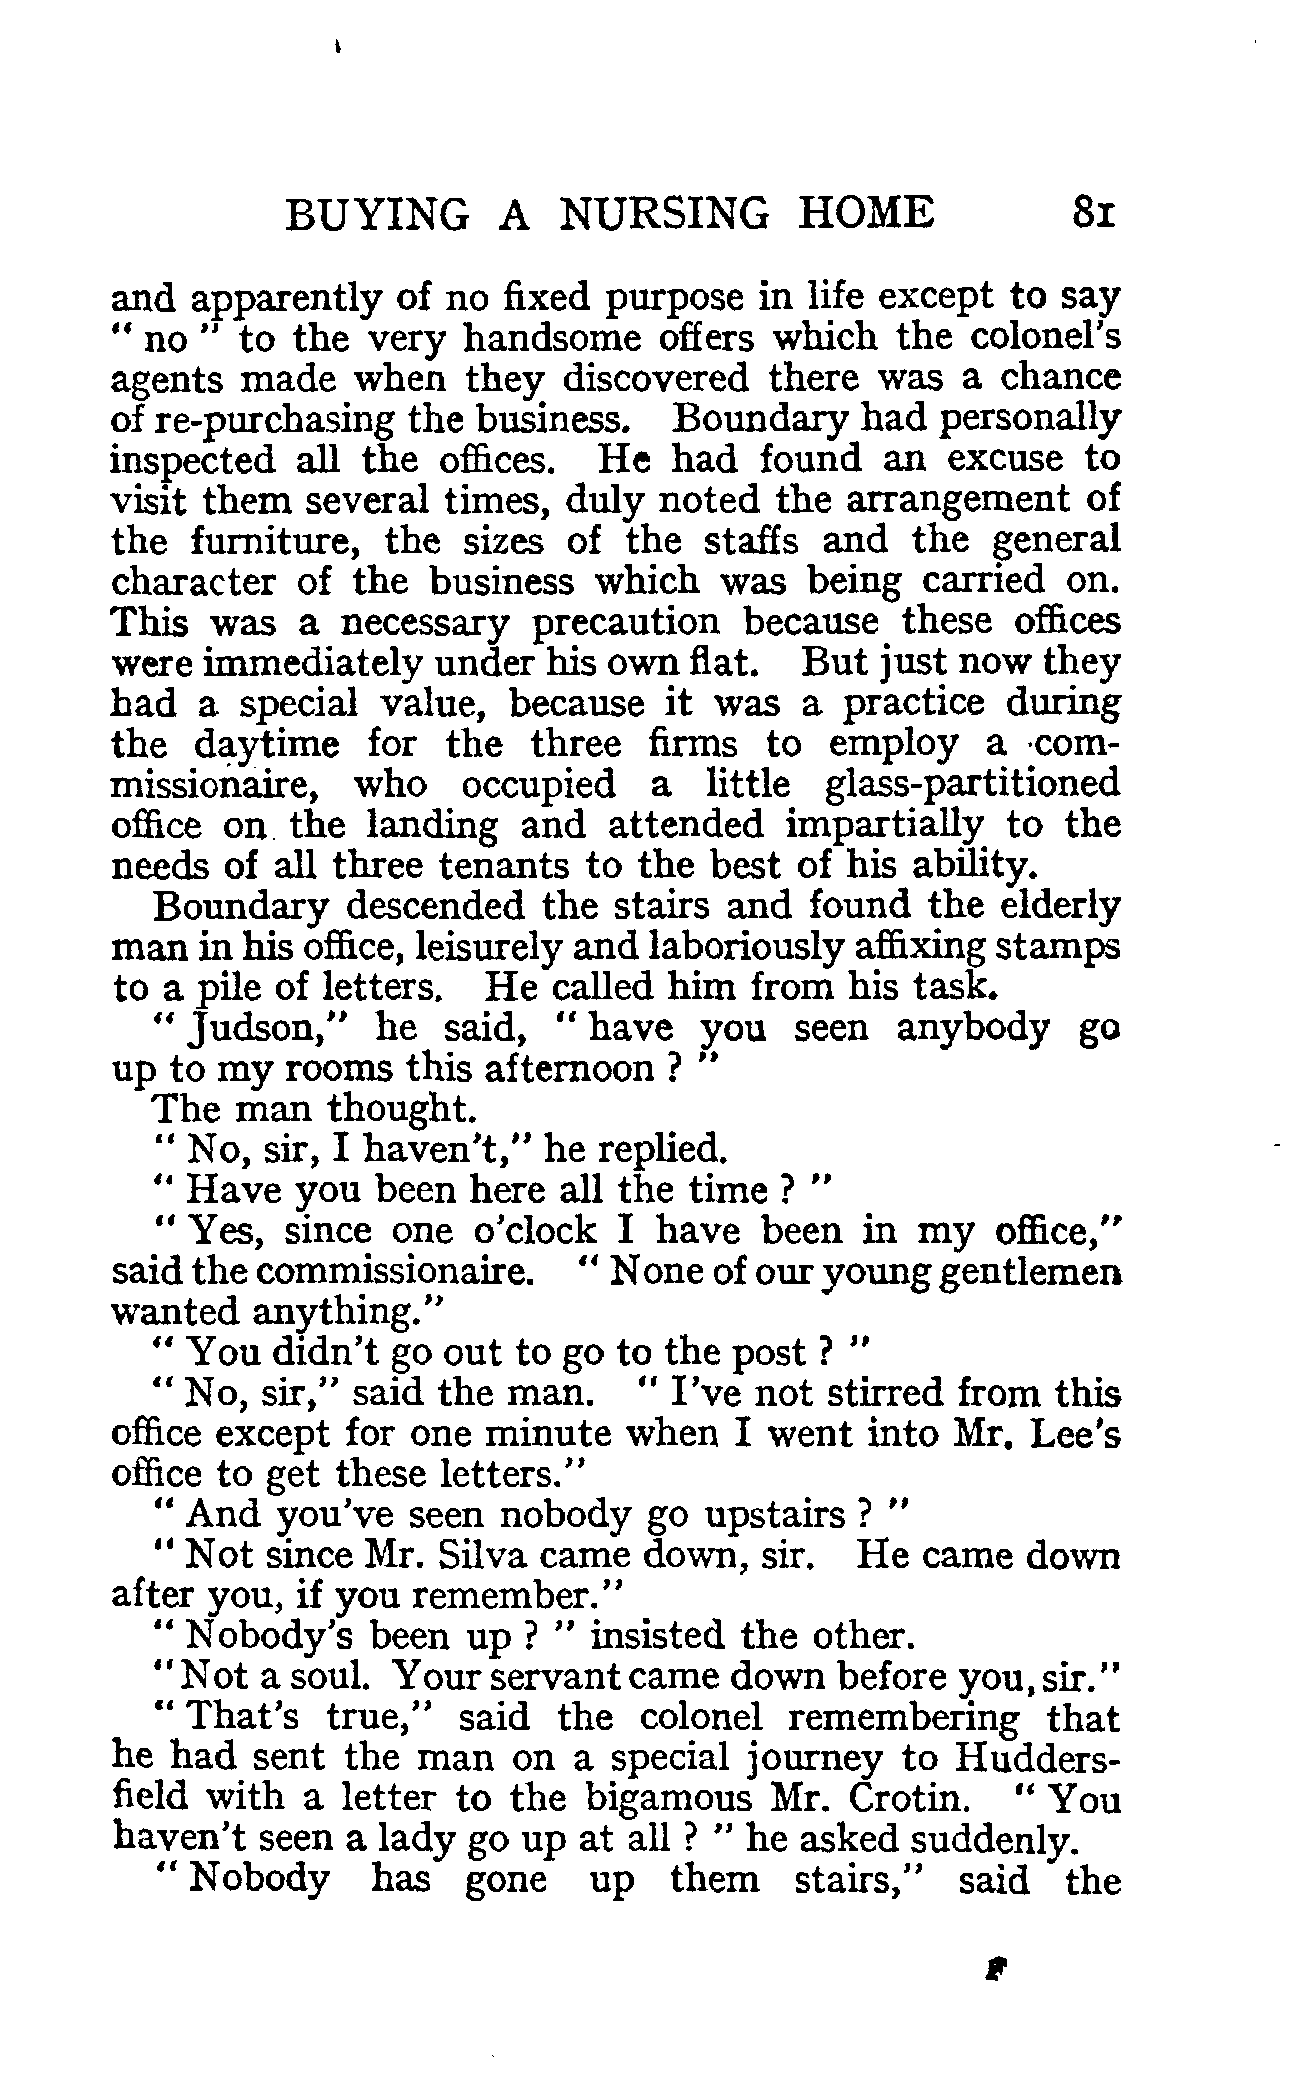 BUYING A NURSING HOME 81
and apparently of no fixed purpose in life except to say
" no " to the very handsome offers which the colonel's
agents made when they discovered there was a chance
of re-purchasing the business. Boundary had personally
inspected all the offices. He had found an excuse to
visit them several times, duly noted the arrangement of
the furniture, the sizes of the staffs and the general
character of the business which was being carried on.
This was a necessary precaution because these offices
were immediately under his own flat. But just now they
had a special value, because it was a practice during
the daytime for the three firms to employ a com-
missionaire, who occupied a little glass-partitioned
office on the landing and attended impartially to the
needs of all three tenants to the best of his ability.
Boundary descended the stairs and found the elderly
man in his office, leisurely and laboriously affixing stamps
to a pile of letters. He called him from his task.
" Judson," he said, " have you seen anybody go
up to my rooms this afternoon ? "
The man thought.
" No, sir, I haven't," he replied.
" Have you been here all the time ? "
" Yes, since one o'clock I have been in my office,"
said the commissionaire. " None of our young gentlemen
wanted anything."
" You didn't go out to go to the post ? "
" No, sir," said the man. " I've not stirred from this
office except for one minute when I went into Mr. Lee's
office to get these letters."
" And you've seen nobody go upstairs ? "
" Not since Mr. Silva came down, sir. He came down
after you, if you remember."
" Nobody's been up ? " insisted the other.
" Not a soul. Your servant came down before you, sir."
" That's true," said the colonel remembering that
he had sent the man on a special journey to Hudders-
field with a letter to the bigamous Mr. Crotin. " You
haven't seen a lady go up at all ? " he asked suddenly.
" Nobody has gone up them stairs," said the
F